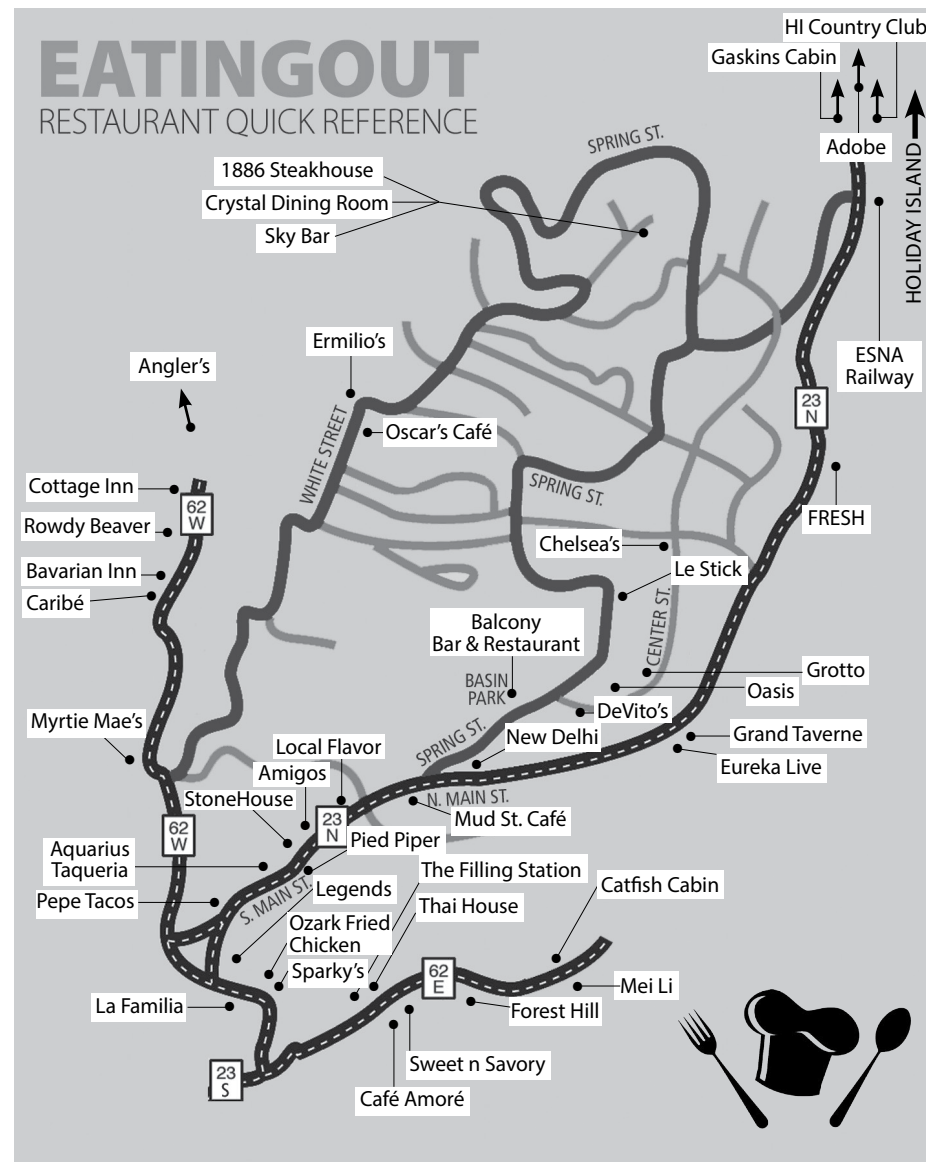 EATINGOUT
RESTAURANT QUICK REFERENCE
HI Country Club
Gaskins Cabin
Adobe
HOLIDAY ISLAND
SPRING ST.
1886 Steakhouse
Crystal Dining Room
Sky Bar
ESNA
Railway
Ermilio's
Angler's
23
N
WHITE STREET
Oscar's Café
SPRING ST.
Cottage Inn
62
W
Rowdy Beaver
FRESH
Chelsea's
Bavarian Inn
Le Stick
Caribé
CENTER ST.
Balcony
Bar & Restaurant
BASIN
PARK
Grotto
Oasis
DeVito's
Myrtie Mae's
SPRING ST.
New Delhi
Grand Taverne
Local Flavor
Eureka Live
Amigos
StoneHouse
N. MAIN ST.
Mud St. Café
23
N
62
W
Pied Piper
Aquarius
Taqueria
The Filling Station
Catfish Cabin
Pepe Tacos
S. MAIN ST.
Legends
Thai House
Ozark Fried
Chicken
Sparky's
62
E
Mei Li
La Familia
Forest Hill
Sweet n Savory
23
S
Café Amoré